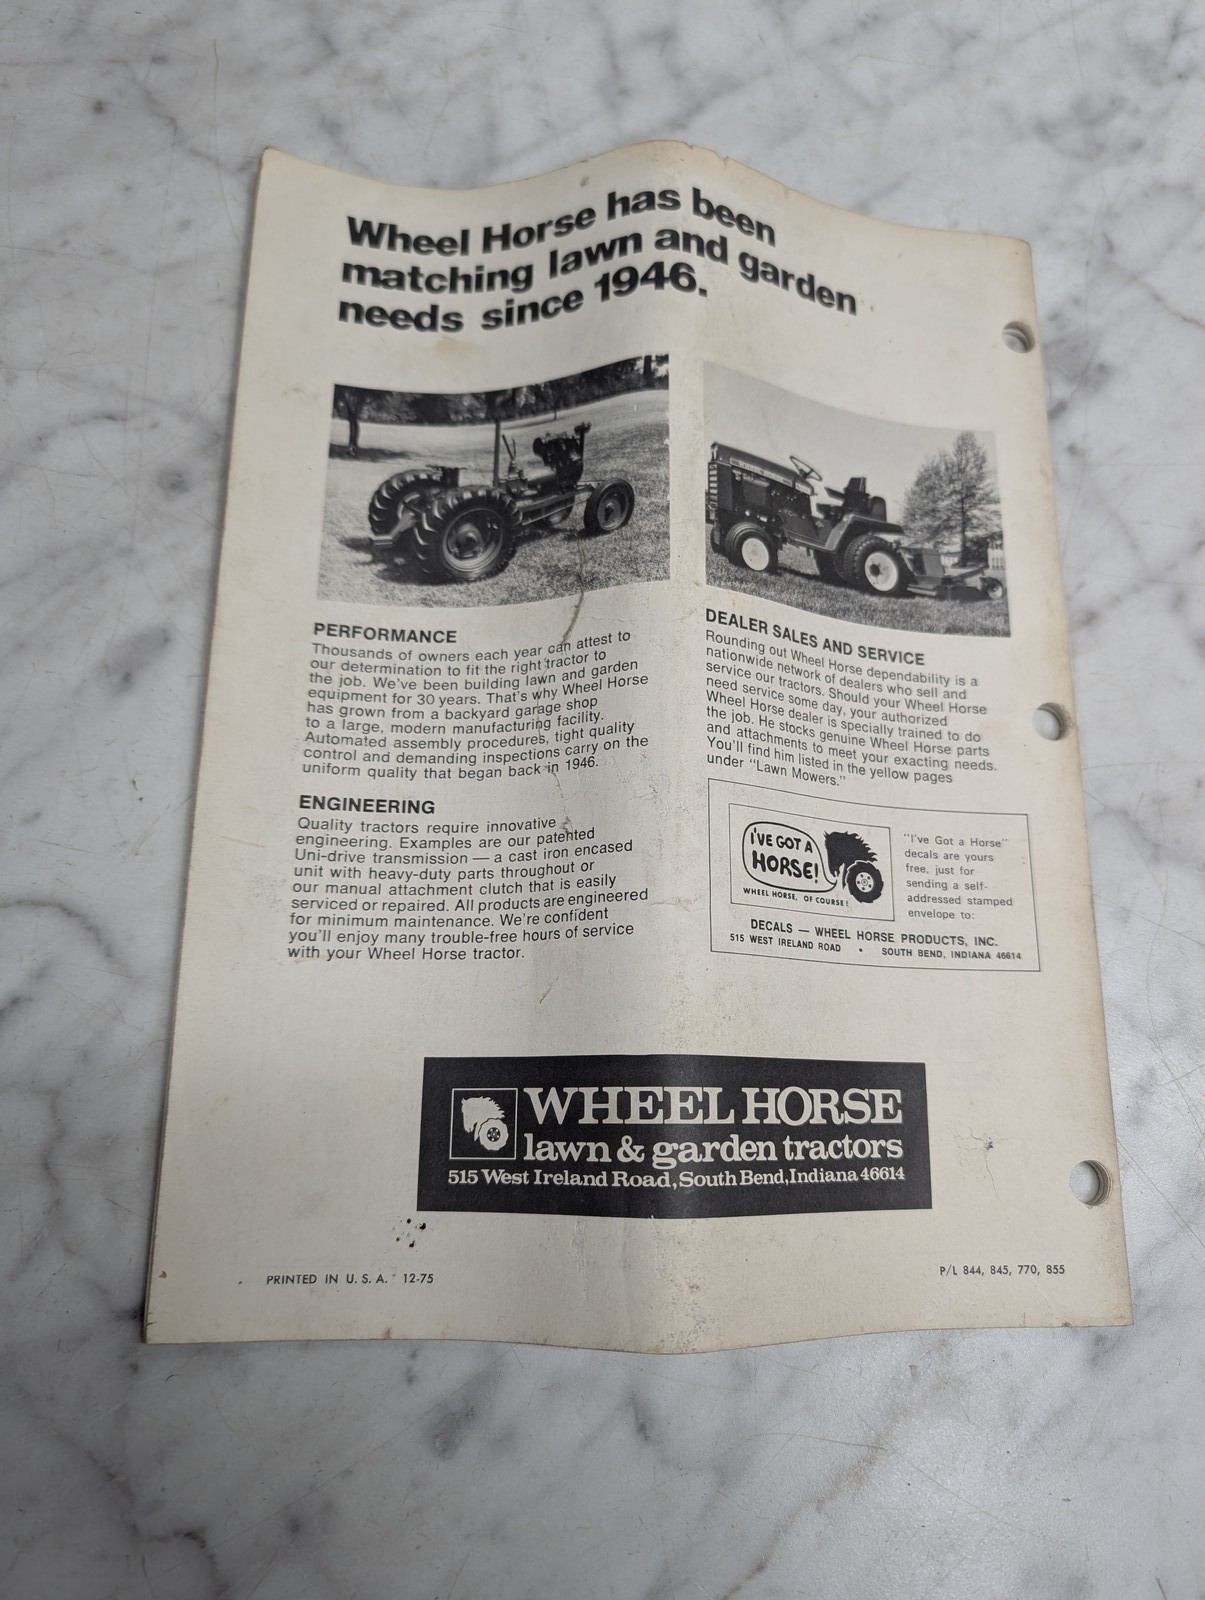 Wheel Horse has been
matching lawn and garden
needs since 1946.
PERFORMANCE
Thousands of owners each year can attest to
our determination to fit the right tractor to
the job. We've been building lawn and garden
equipment for 30 years. That's why Wheel Horse
has grown from a backyard garage shop
to a large, modern manufacturing facility.
Automated assembly procedures, tight quality
control and demanding inspections carry on the
uniform quality that began back in 1946.
ENGINEERING
Quality tractors require innovative
engineering. Examples are our patented
Uni-drive transmission — a cast iron encased
unit with heavy-duty parts throughout or
our manual attachment clutch that is easily
serviced or repaired. All products are engineered
for minimum maintenance. We're confident
you'll enjoy many trouble-free hours of service
with your Wheel Horse tractor.
DEALER SALES AND SERVICE
Rounding out Wheel Horse dependability is a
nationwide network of dealers who sell and
service our tractors. Should your Wheel Horse
need service some day, your authorized
Wheel Horse dealer is specially trained to do
the job. He stocks genuine Wheel Horse parts
and attachments to meet your exacting needs.
You'll find him listed in the yellow pages
under "Lawn Mowers."
I'VE GOT A
HORSE!
WHEEL HORSE, OF COURSE!
"I've Got a Horse"
decals are yours
free, just for
sending a self-
addressed stamped
envelope to:
DECALS — WHEEL HORSE PRODUCTS, INC.
515 WEST IRELAND ROAD • SOUTH BEND, INDIANA 46614
WHEEL HORSE
lawn & garden tractors
515 West Ireland Road, South Bend, Indiana 46614
PRINTED IN U. S. A. 12-75
P/L 844, 845, 770, 855